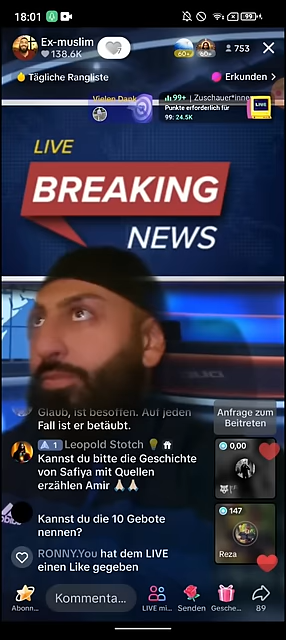 18:01
99+
Ex-muslim
138.6K
60+
60+
753
Tägliche Rangliste
Erkunden >
Vielen Dank
99+ | Zuschauer*inne
Punkte erforderlich für
99: 24.5K
LIVE
LIVE
BREAKING
NEWS
Glaub, ist besoffen. Auf jeden
Fall ist er betäubt.
Anfrage zum
Beitreten
1 Leopold Stotch
Kannst du bitte die Geschichte
von Safiya mit Quellen
erzählen Amir 🙏🏻🙏🏻
0,00
Kannst du die 10 Gebote
nennen?
147
Reza
RONNY.You hat dem LIVE
einen Like gegeben
Abonn...
Kommenta...
LIVE mi...
Senden
Gesche...
89